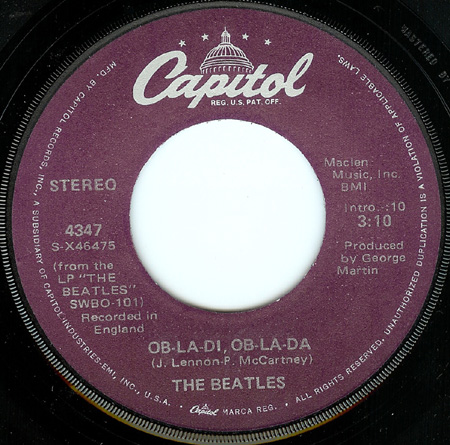 Capitol
REG. U.S. PAT. OFF.
STEREO
4347
S-X46475
(from the
LP "THE
BEATLES"
SWBO-101)
Recorded in
England
Maclen
Music, Inc.
BMI
Intro.-:10
3:10
Produced
by George
Martin
OB-LA-DI, OB-LA-DA
(J. Lennon-P. McCartney)
THE BEATLES
MFD. BY CAPITOL RECORDS, INC., A SUBSIDIARY OF CAPITOL INDUSTRIES-EMI, INC., U.S.A. • Capitol MARCA REG. • ALL RIGHTS RESERVED. UNAUTHORIZED DUPLICATION IS A VIOLATION OF APPLICABLE LAWS.
MASTERED BY